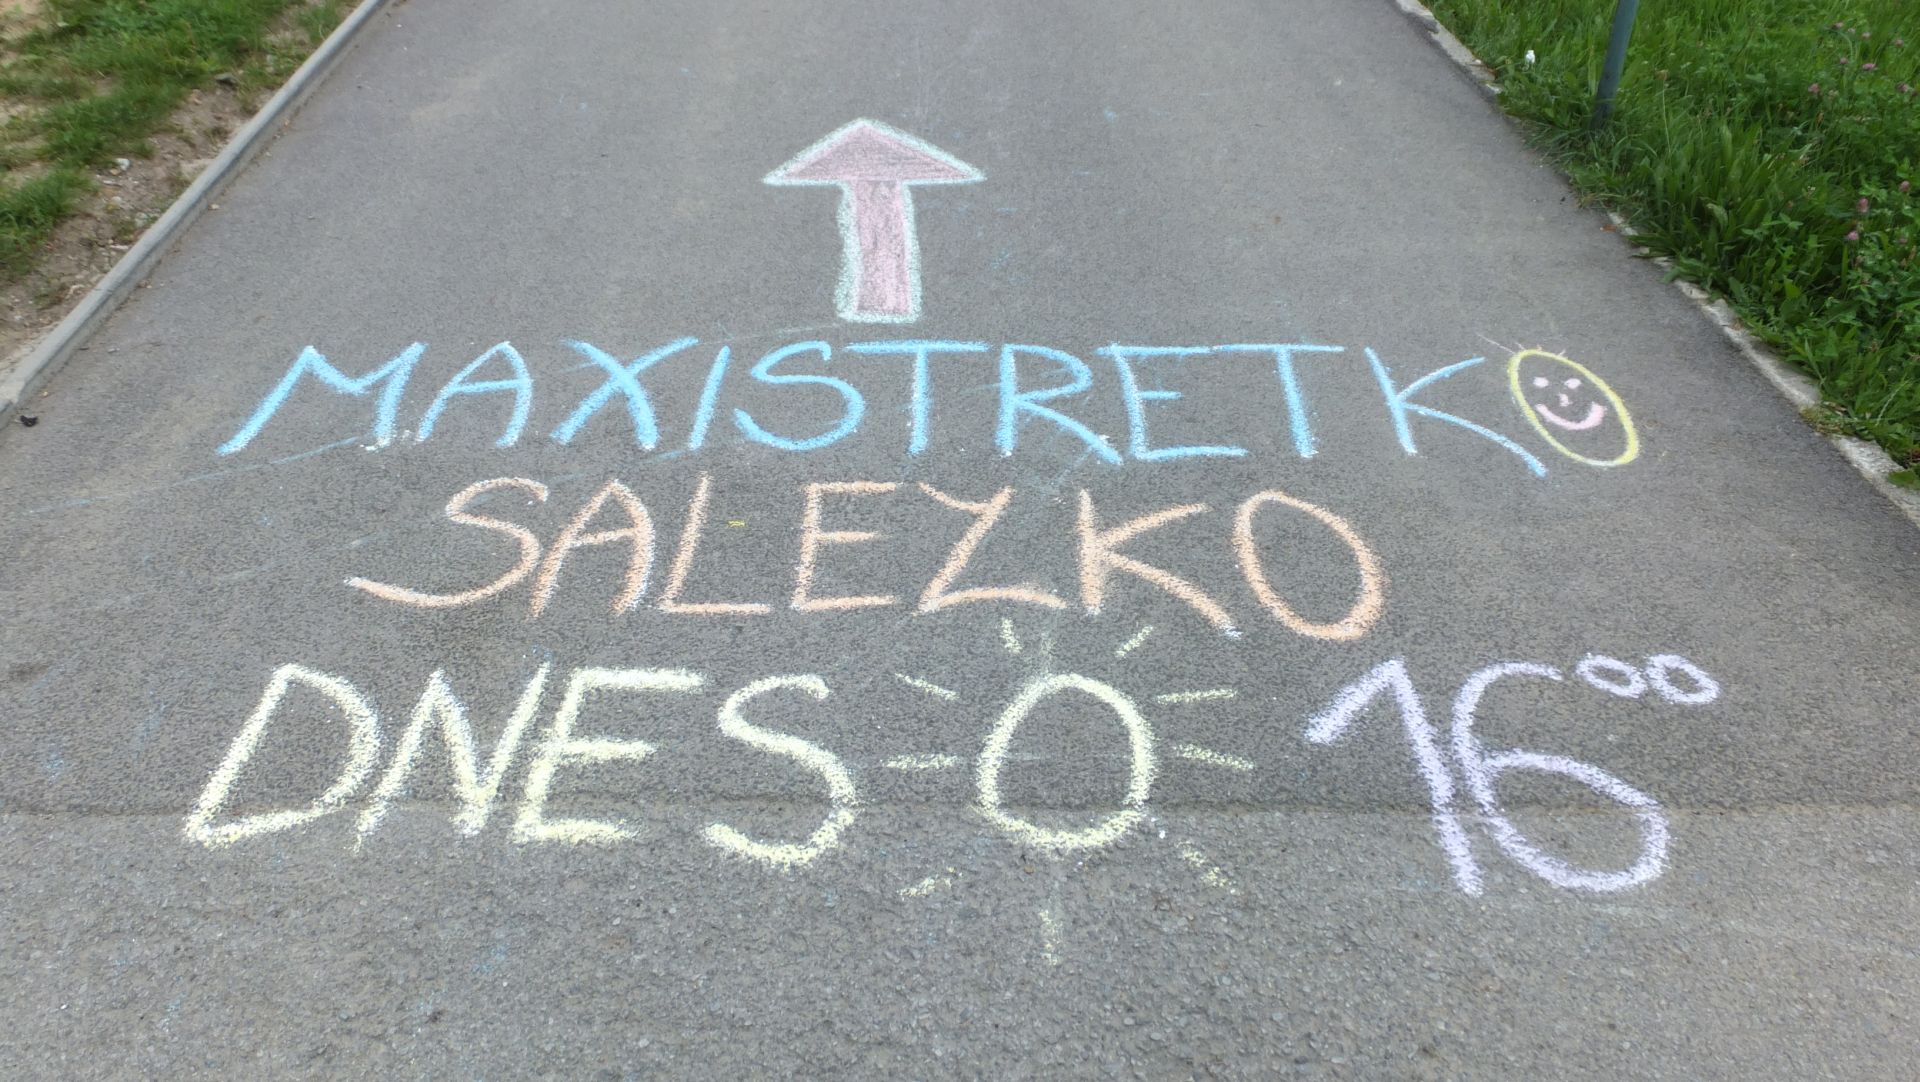 MAXISTRETKO
SALEZKO
DNES O 16⁰⁰